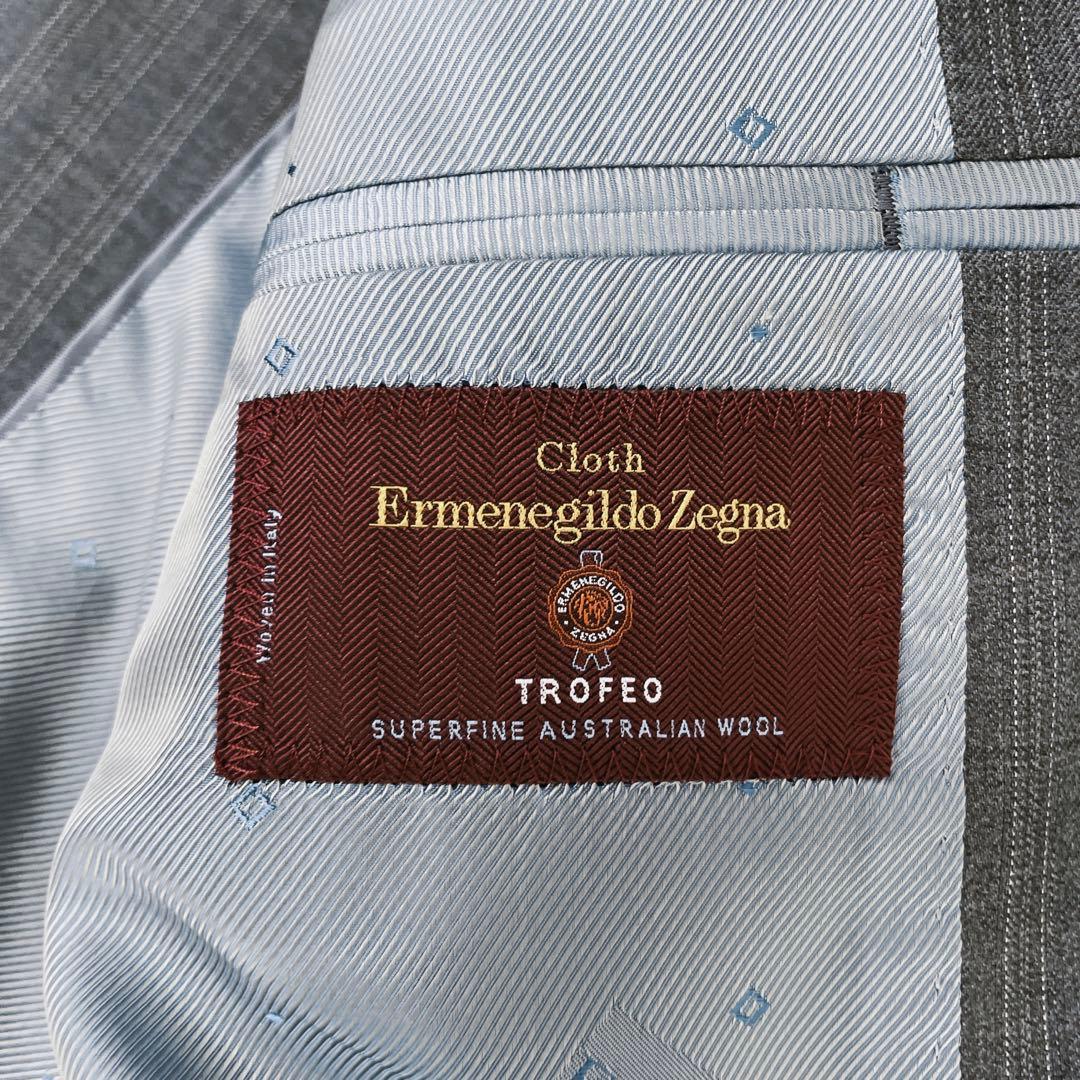 Cloth
Ermenegildo Zegna
Woven in Italy
ERMENEGILDO
ZEGNA
TROFEO
SUPERFINE AUSTRALIAN WOOL